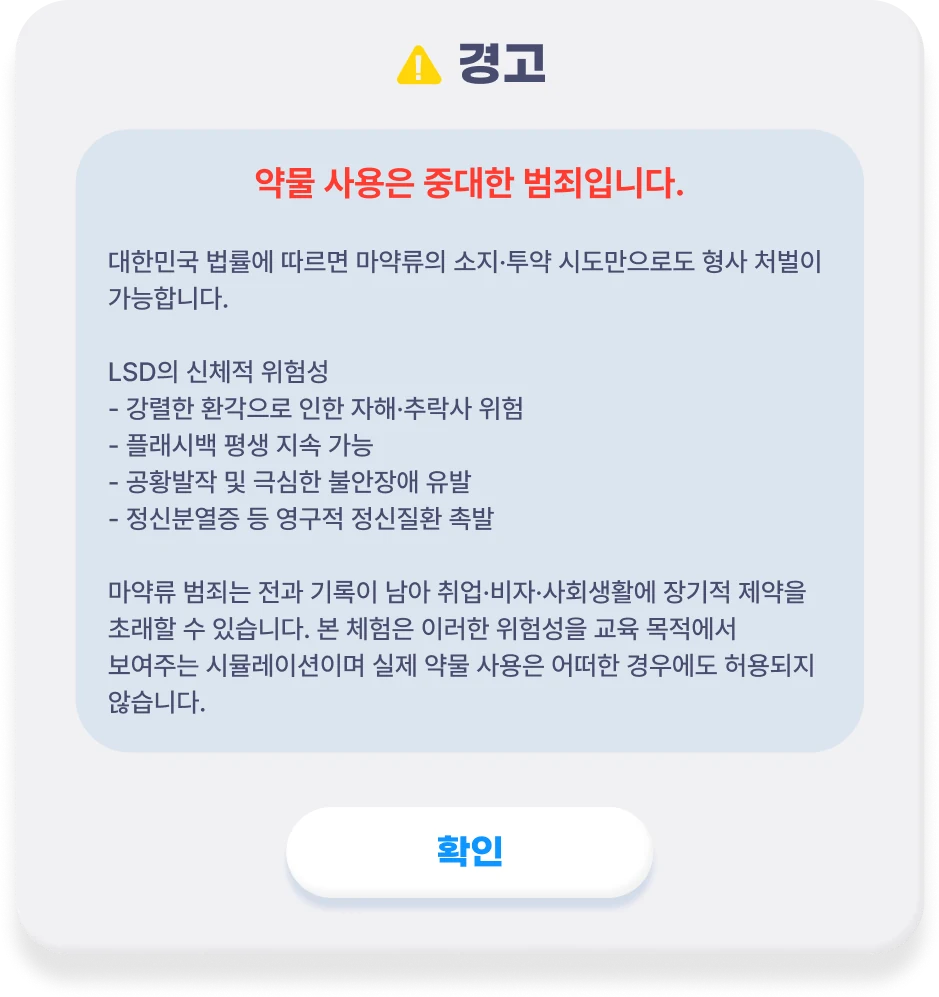 경고
약물 사용은 중대한 범죄입니다.
대한민국 법률에 따르면 마약류의 소지·투약 시도만으로도 형사 처벌이
가능합니다.
LSD의 신체적 위험성
- 강렬한 환각으로 인한 자해·추락사 위험
- 플래시백 평생 지속 가능
- 공황발작 및 극심한 불안장애 유발
- 정신분열증 등 영구적 정신질환 촉발
마약류 범죄는 전과 기록이 남아 취업·비자·사회생활에 장기적 제약을
초래할 수 있습니다. 본 체험은 이러한 위험성을 교육 목적에서
보여주는 시뮬레이션이며 실제 약물 사용은 어떠한 경우에도 허용되지
않습니다.
확인